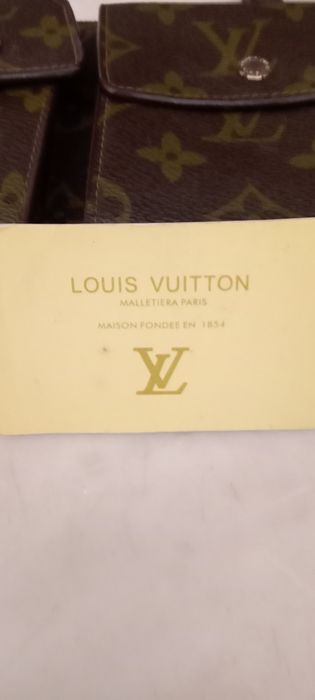 LOUIS VUITTON
MALLETIERA PARIS
MAISON FONDEE EN 1854
LV